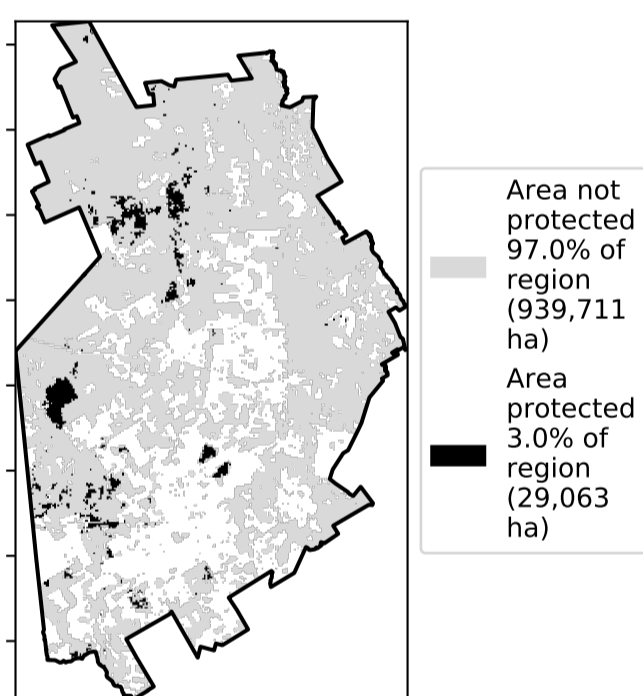 Area not
protected
97.0% of
region
(939,711
ha)
Area
protected
3.0% of
region
(29,063
ha)